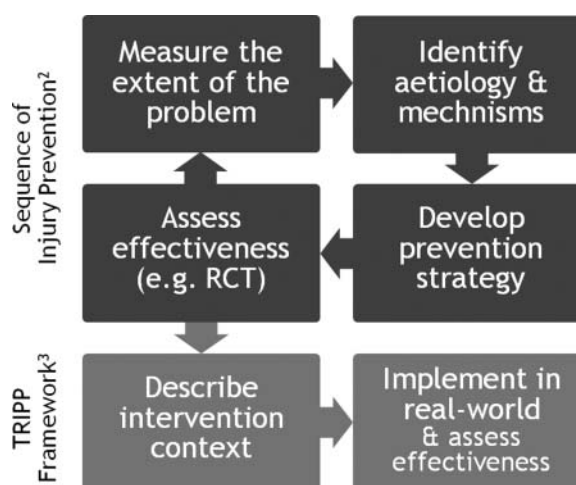 Sequence of
Injury Prevention²
Measure the
extent of the
problem
Identify
aetiology &
mechnisms
Assess
effectiveness
(e.g. RCT)
Develop
prevention
strategy
TRIPP
Framework³
Describe
intervention
context
Implement in
real-world
& assess
effectiveness